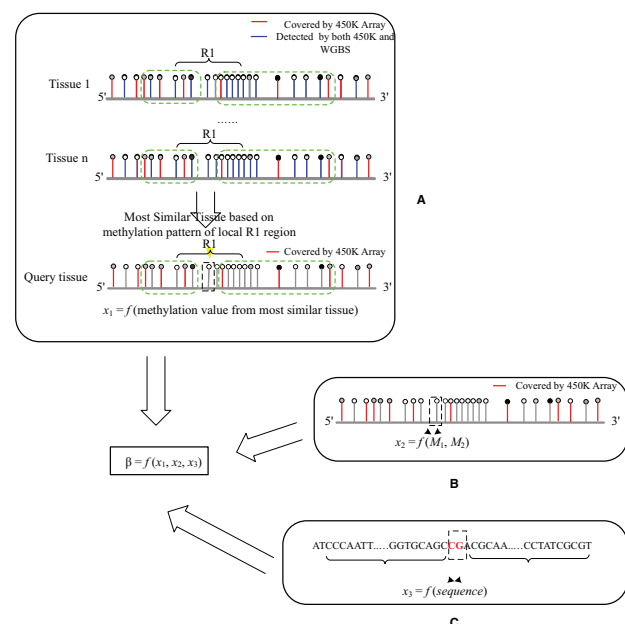 Covered by 450K Array
Detected by both 450K and
WGBS
R1
Tissue 1
5' 3'
......
R1
Tissue n
5' 3'
A
Most Similar Tissue based on
methylation pattern of local R1 region
R1
Covered by 450K Array
Query tissue
5' 3'
x₁ = f (methylation value from most similar tissue)
Covered by 450K Array
5' 3'
x₂ = f (M₁, M₂)
B
β = f (x₁, x₂, x₃)
ATCCCAATT.....GGTGCAGCCGACGCAA.....CCTATCGCGT
x₃ = f (sequence)
C